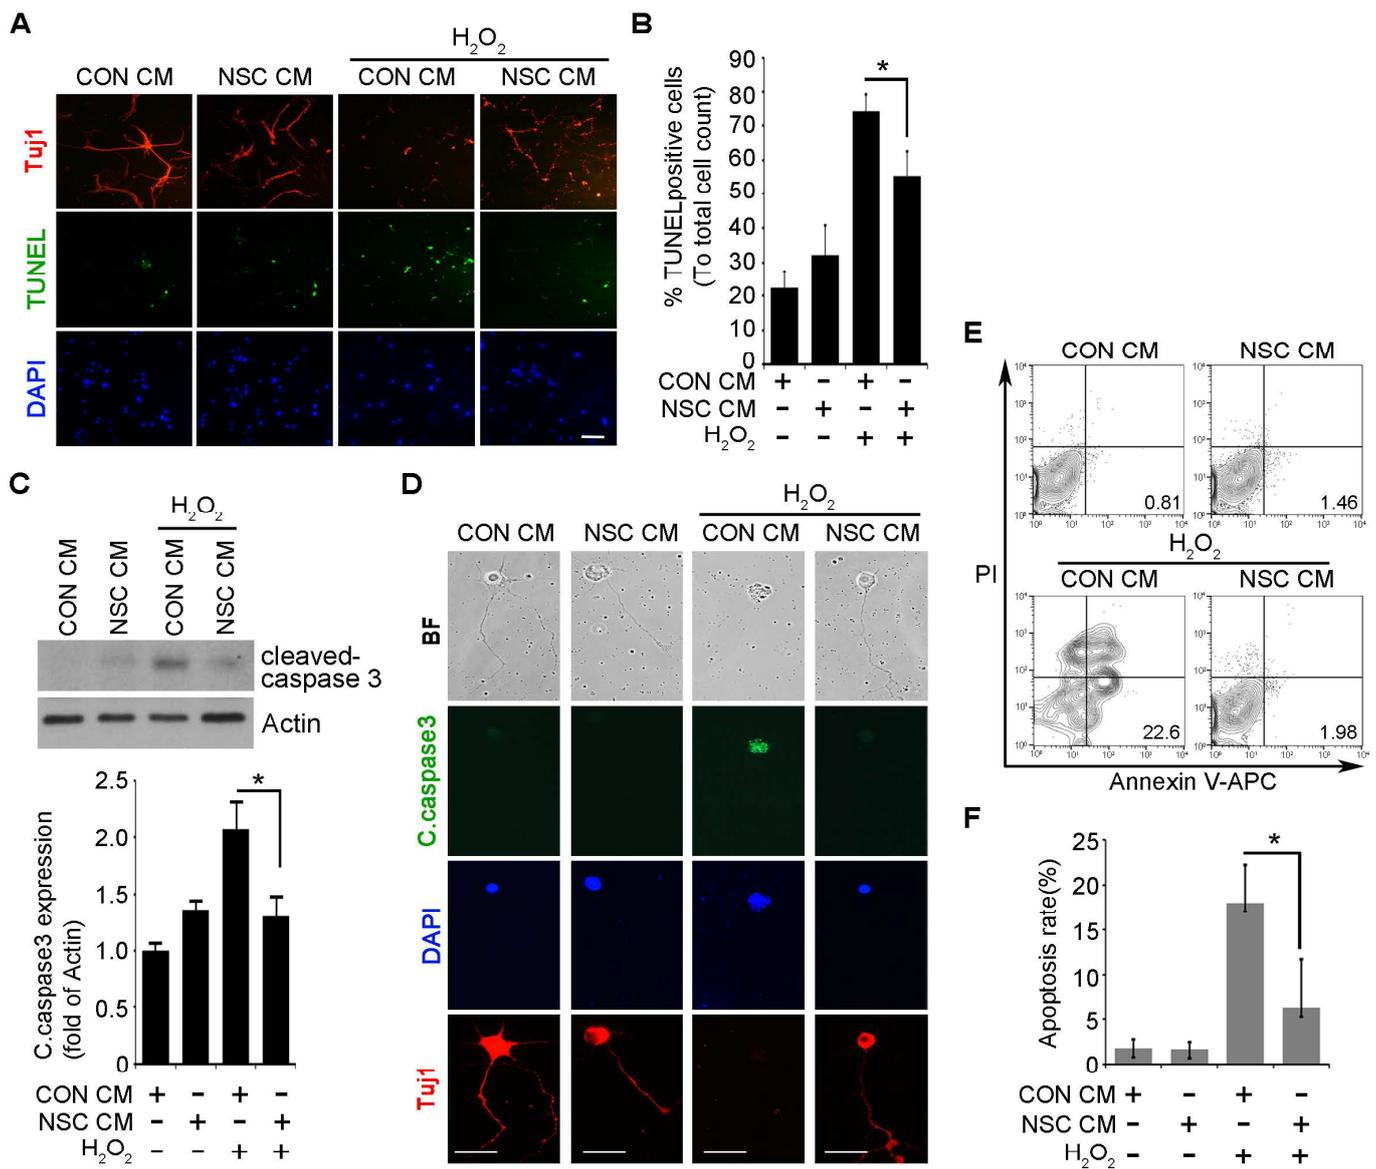 A
H₂O₂
CON CM NSC CM CON CM NSC CM
Tuj1
TUNEL
DAPI
B
% TUNELpositive cells
(To total cell count)
90
80
70
60
50
40
30
20
10
0
*
CON CM + - + -
NSC CM - + - +
H₂O₂ - - + +
C
H₂O₂
CON CM
NSC CM
CON CM
NSC CM
cleaved-
caspase 3
Actin
C.caspase3 expression
(fold of Actin)
2.5
2.0
1.5
1.0
0.5
0
*
CON CM + - + -
NSC CM - + - +
H₂O₂ - - + +
D
H₂O₂
CON CM NSC CM CON CM NSC CM
BF
C.caspase3
DAPI
Tuj1
E
CON CM NSC CM
0.81
1.46
H₂O₂
CON CM NSC CM
22.6
1.98
PI
Annexin V-APC
F
Apoptosis rate(%)
25
20
15
10
5
0
*
CON CM + - + -
NSC CM - + - +
H₂O₂ - - + +